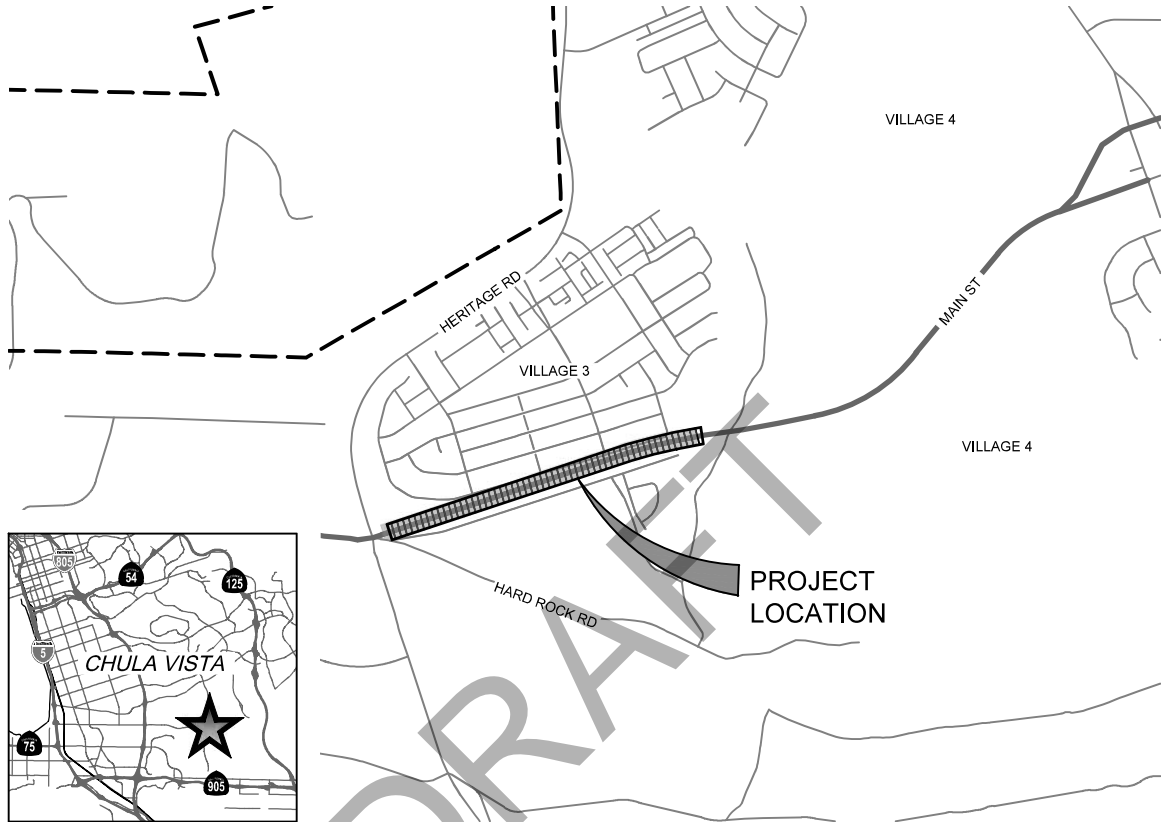 VILLAGE 4
HERITAGE RD
MAIN ST
VILLAGE 3
VILLAGE 4
PROJECT
LOCATION
HARD ROCK RD
DRAFT
805
54
125
5
CHULA VISTA
75
905